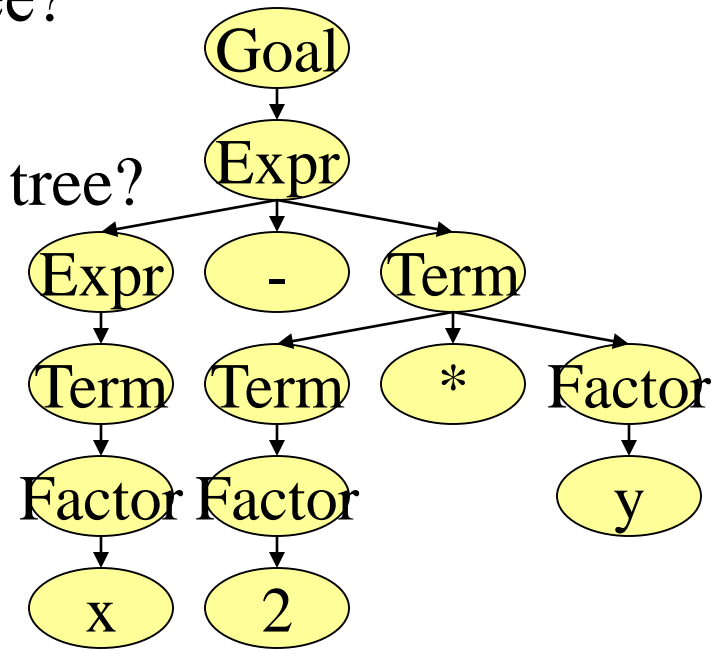 ee?
Goal
Expr
tree?
Expr - Term
Term Term * Factor
Factor Factor y
x 2